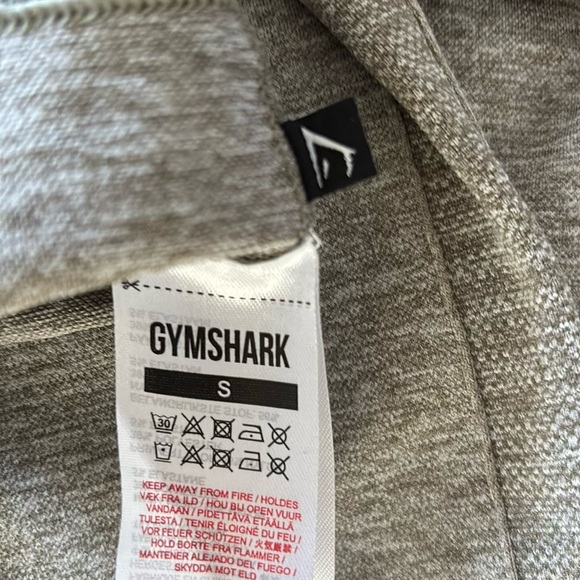 GYMSHARK
S
30
KEEP AWAY FROM FIRE / HOLDES
VÆK FRA ILD / HOU BIJ OPEN VUUR
VANDAAN / PIDETTÄVÄ ETÄÄLLÄ
TULESTA / TENIR ÉLOIGNÉ DU FEU /
VOR FEUER SCHÜTZEN / 火気厳禁 /
HOLD BORTE FRA FLAMMER /
MANTENER ALEJADO DEL FUEGO /
SKYDDA MOT ELD